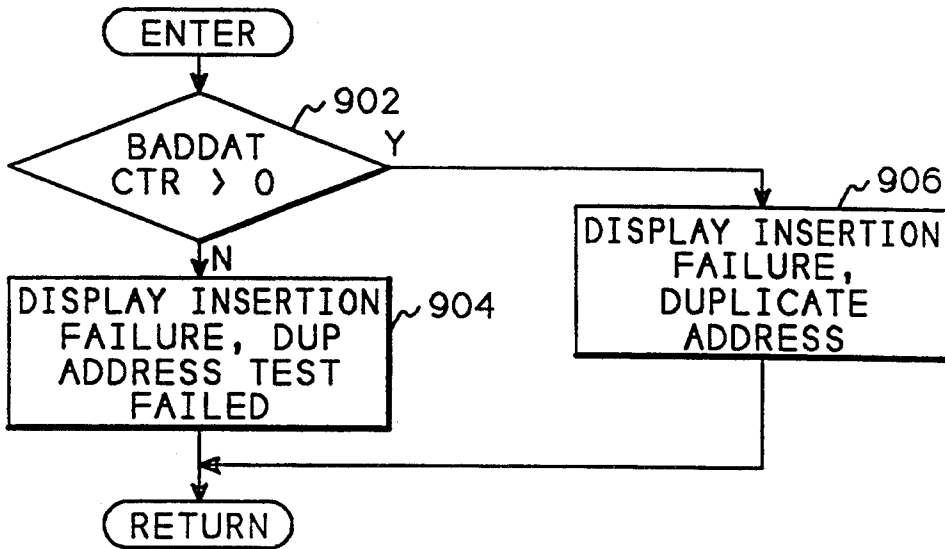 ENTER
902
BADDAT
CTR > 0
Y
N
906
DISPLAY INSERTION
FAILURE,
DUPLICATE
ADDRESS
904
DISPLAY INSERTION
FAILURE, DUP
ADDRESS TEST
FAILED
RETURN